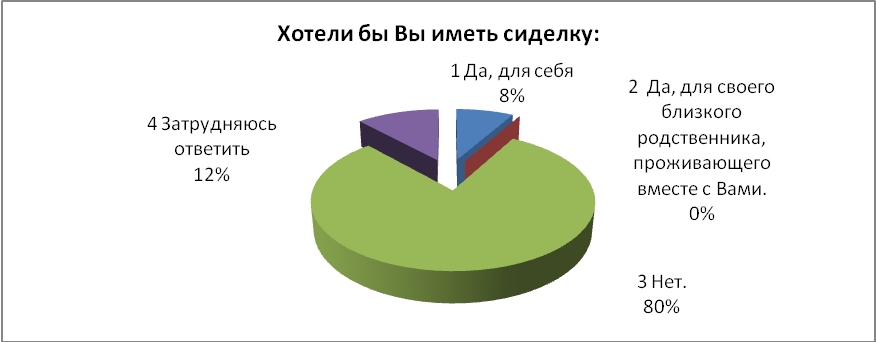 Хотели бы Вы иметь сиделку:
1 Да, для себя
8%
2  Да, для своего
близкого
родственника,
проживающего
вместе с Вами.
0%
3 Нет.
80%
4 Затрудняюсь
ответить
12%